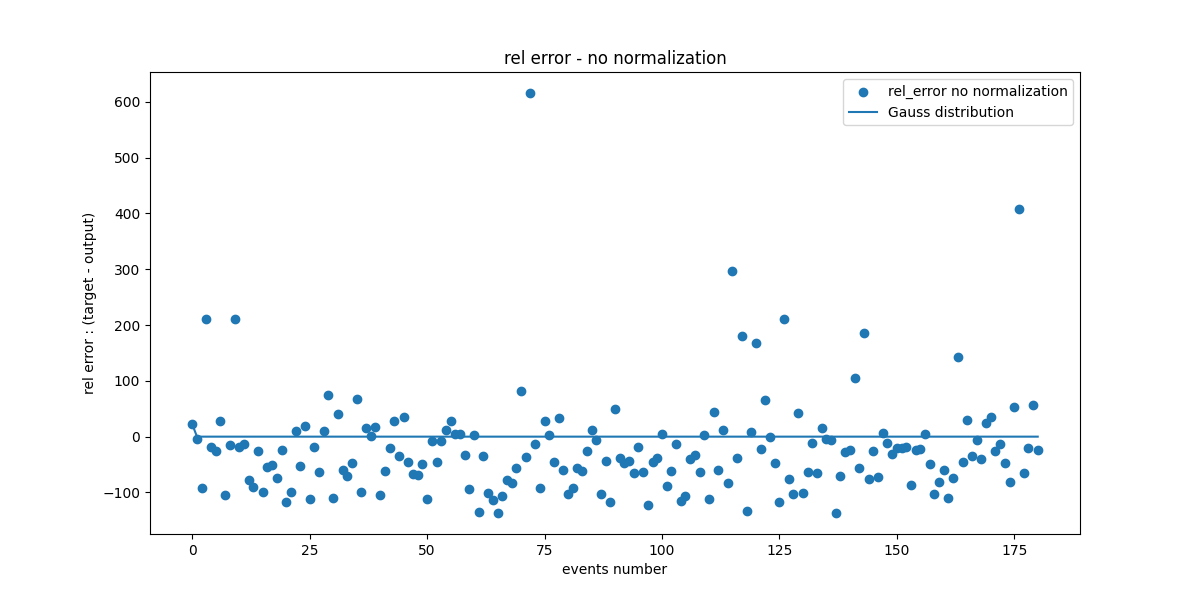 rel error - no normalization
rel_error no normalization
Gauss distribution
600
500
400
300
200
100
0
−100
rel error : (target - output)
0 25 50 75 100 125 150 175
events number